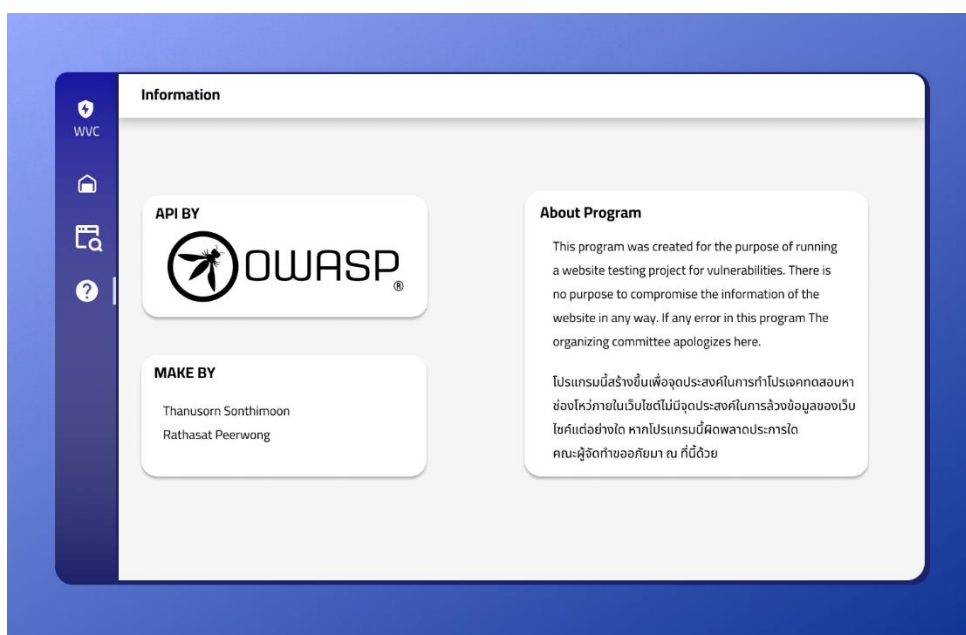 Information
WVC
API BY
OWASP®
MAKE BY
Thanusorn Sonthimoon
Rathasat Peerwong
About Program
This program was created for the purpose of running
a website testing project for vulnerabilities. There is
no purpose to compromise the information of the
website in any way. If any error in this program The
organizing committee apologizes here.
โปรแกรมนี้สร้างขึ้นเพื่อจุดประสงค์ในการทำโปรเจคทดสอบหา
ช่องโหว่ภายในเว็บไซต์ไม่มีจุดประสงค์ในการล้วงข้อมูลของเว็บ
ไซค์แต่อย่างใด หากโปรแกรมนี้ผิดพลาดประการใด
คณะผู้จัดทำขออภัยมา ณ ที่นี้ด้วย